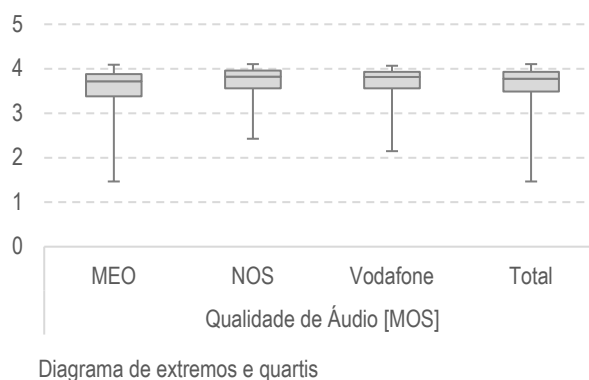 5
4
3
2
1
0
MEO NOS Vodafone Total
Qualidade de Áudio [MOS]
Diagrama de extremos e quartis